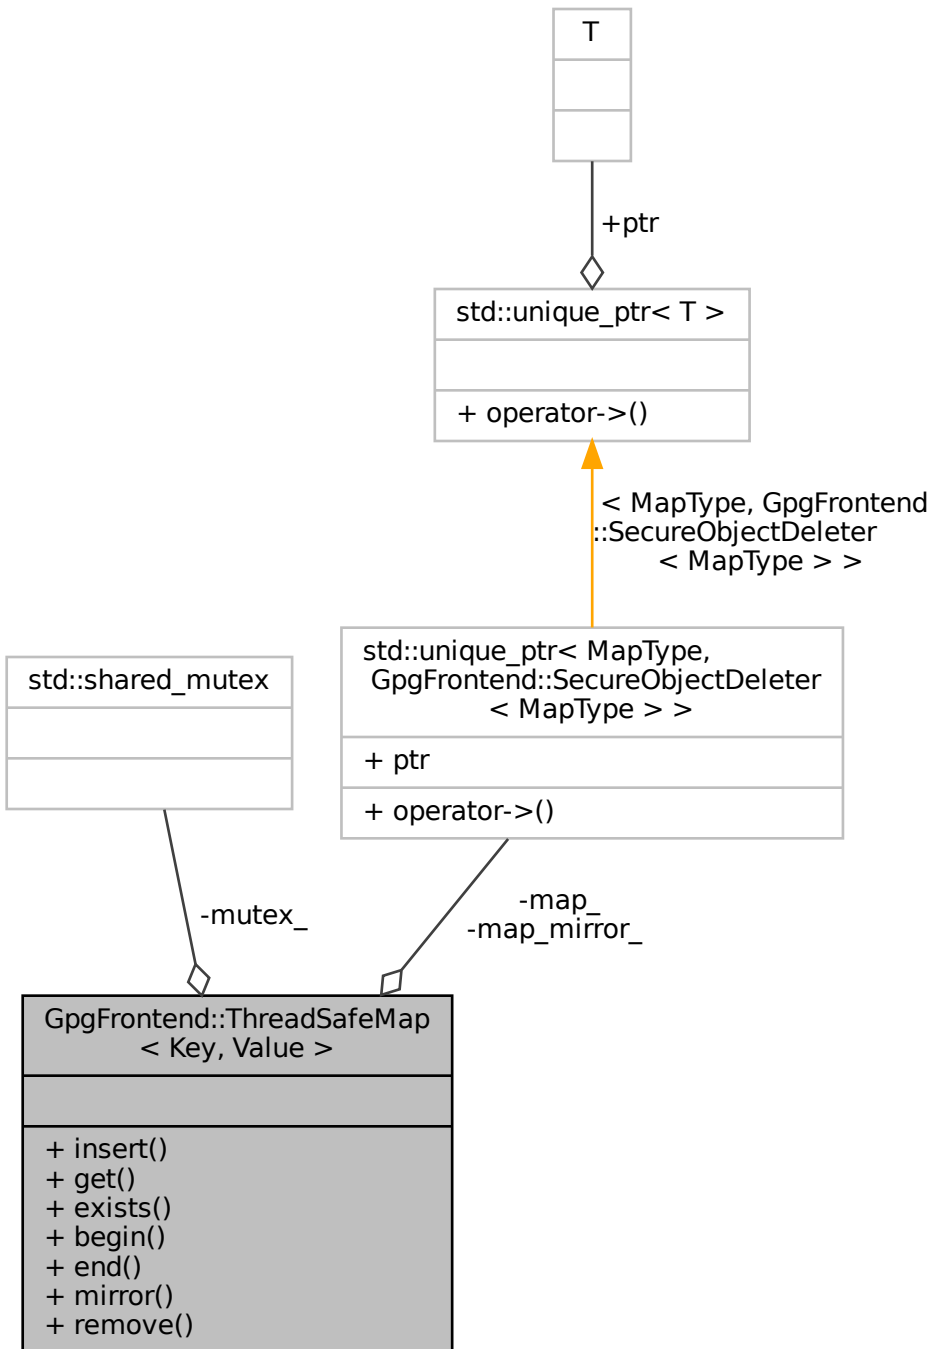 T
+ptr
std::unique_ptr< T >
+ operator->()
< MapType, GpgFrontend
::SecureObjectDeleter
< MapType > >
std::shared_mutex
std::unique_ptr< MapType,
GpgFrontend::SecureObjectDeleter
< MapType > >
+ ptr
+ operator->()
-mutex_
-map_
-map_mirror_
GpgFrontend::ThreadSafeMap
< Key, Value >
+ insert()
+ get()
+ exists()
+ begin()
+ end()
+ mirror()
+ remove()